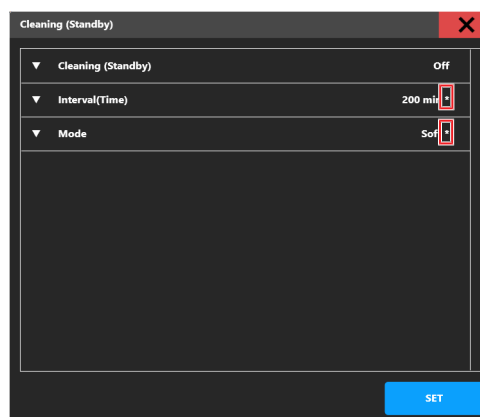 Cleaning (Standby)
▼ Cleaning (Standby) Off
▼ Interval(Time) 200 min *
▼ Mode Sof *
SET